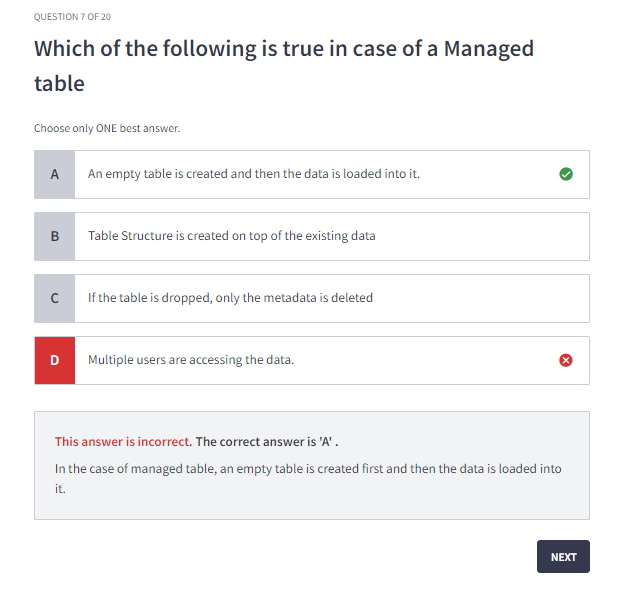 QUESTION 7 OF 20
Which of the following is true in case of a Managed
table
Choose only ONE best answer.
A An empty table is created and then the data is loaded into it.
B Table Structure is created on top of the existing data
C If the table is dropped, only the metadata is deleted
D Multiple users are accessing the data.
This answer is incorrect. The correct answer is 'A' .
In the case of managed table, an empty table is created first and then the data is loaded into
it.
NEXT